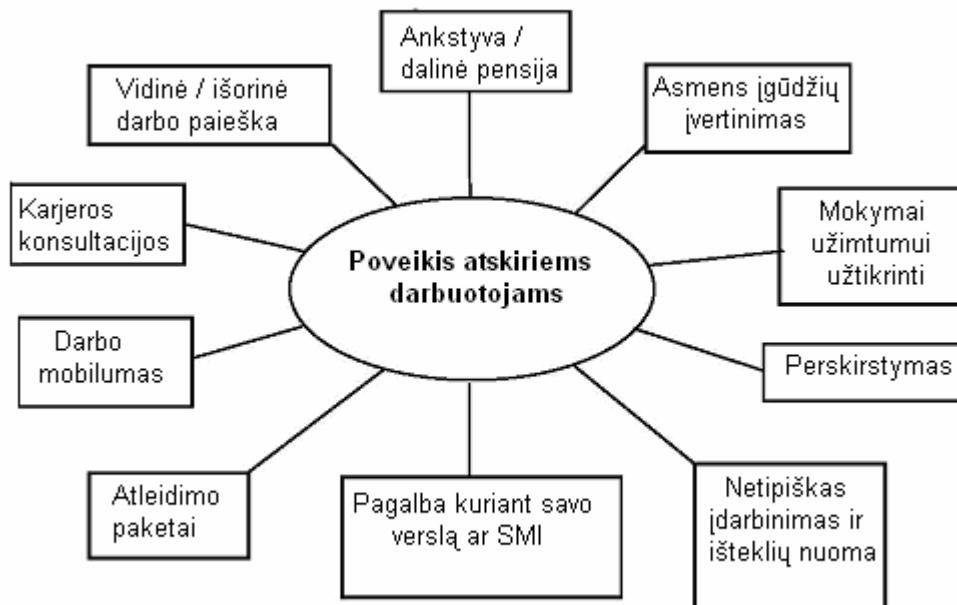 Ankstyva /
dalinė pensija
Vidinė / išorinė
darbo paieška
Asmens įgūdžių
įvertinimas
Karjeros
konsultacijos
Poveikis atskiriems
darbuotojams
Mokymai
užimtumui
užtikrinti
Darbo
mobilumas
Perskirstymas
Atleidimo
paketai
Pagalba kuriant savo
verslą ar SMI
Netipiškas
įdarbinimas ir
išteklių nuoma